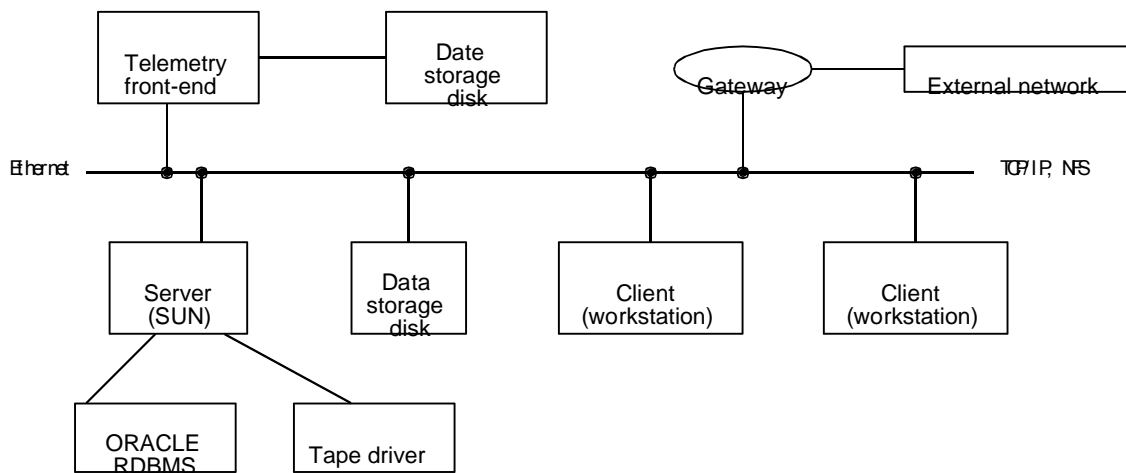 Telemetry
front-end
Date
storage
disk
Gateway
External network
Ethernet
TCP/IP, NFS
Server
(SUN)
Data
storage
disk
Client
(workstation)
Client
(workstation)
ORACLE
RDBMS
Tape driver